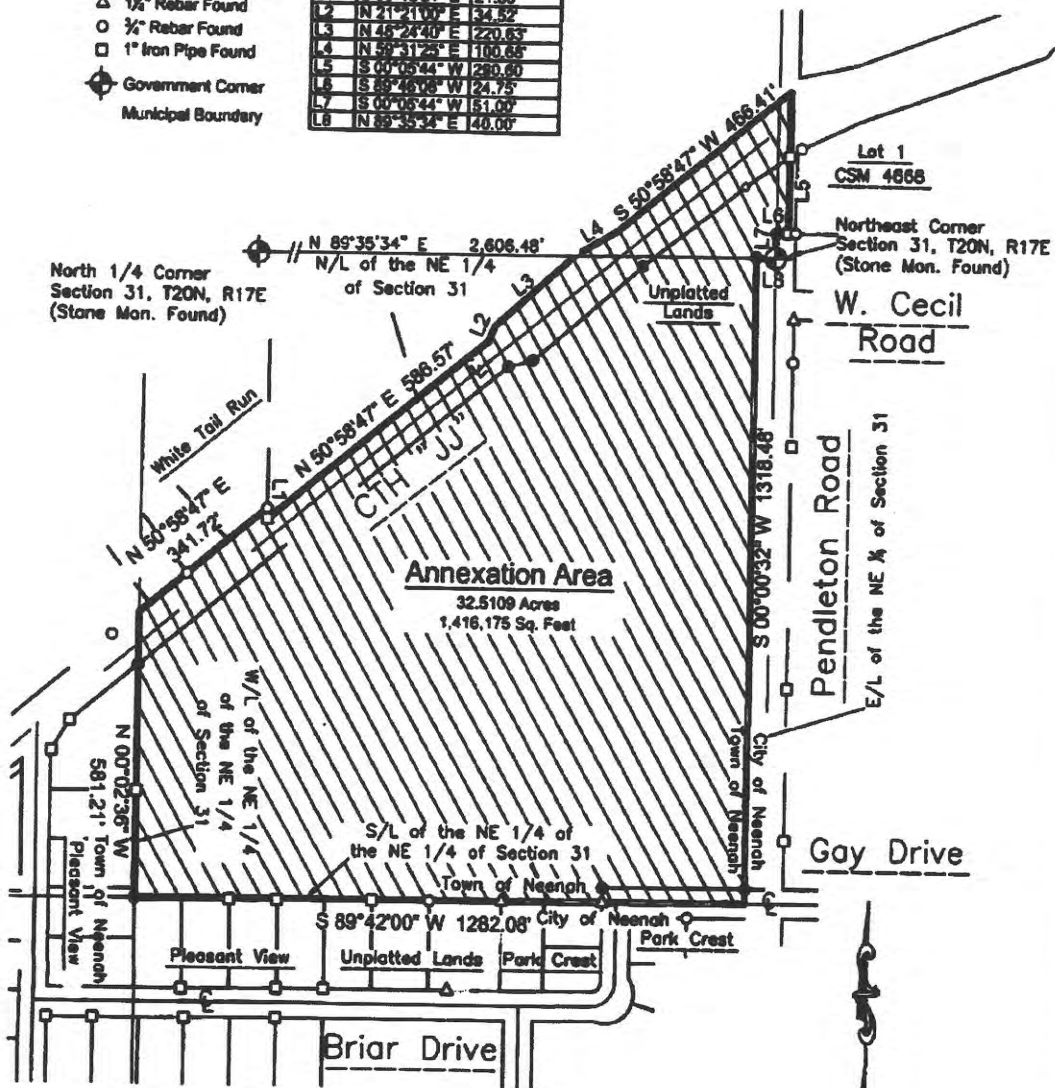 1¼" Rebar Found
¾" Rebar Found
1" Iron Pipe Found
Government Corner
Municipal Boundary
L2 N 21°21'00" E 34.52'
L3 N 48°24'40" E 220.63'
L4 N 59°31'25" E 100.66'
L5 S 00°05'44" W 280.60'
L6 S 89°46'06" W 24.75'
L7 S 00°05'44" W 51.00'
L8 N 89°35'34" E 40.00'
S 50°58'47" W 466.41'
Lot 1
CSM 4668
L4
L5
L6
L7
L8
Northeast Corner
Section 31, T20N, R17E
(Stone Mon. Found)
N 89°35'34" E 2,606.48'
N/L of the NE 1/4
of Section 31
North 1/4 Corner
Section 31, T20N, R17E
(Stone Mon. Found)
L3
L2
Unplatted
Lands
W. Cecil
Road
White Tail Run
N 50°58'47" E 586.57'
L1
CTH "JJ"
N 50°58'47" E
341.72'
Annexation Area
32.5109 Acres
1,416,175 Sq. Feet
S 00°00'32" W 1318.48'
Pendleton Road
E/L of the NE ¼ of Section 31
W/L of the NE 1/4
of the NE 1/4
of Section 31
N 00°02'36" W
581.21'
Town of Neenah
Pleasant View
City of Neenah
Town of Neenah
S/L of the NE 1/4 of
the NE 1/4 of Section 31
Town of Neenah
S 89°42'00" W 1282.08'
City of Neenah
Gay Drive
Park Crest
Pleasant View
Unplatted Lands
Park Crest
Briar Drive